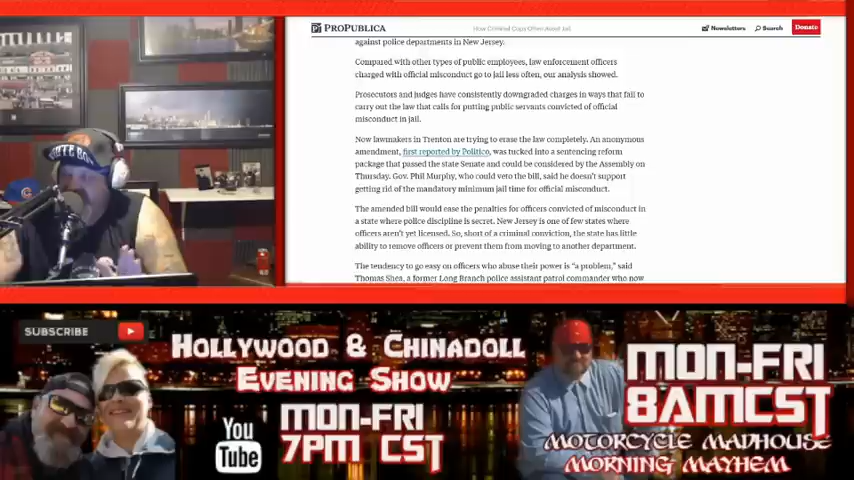 PROPUBLICA
How Criminal Cops Often Avoid Jail
Newsletters
Search
Donate
against police departments in New Jersey.
Compared with other types of public employees, law enforcement officers
charged with official misconduct go to jail less often, our analysis showed.
Prosecutors and judges have consistently downgraded charges in ways that fail to
carry out the law that calls for putting public servants convicted of official
misconduct in jail.
Now lawmakers in Trenton are trying to erase the law completely. An anonymous
amendment, first reported by Politico, was tucked into a sentencing reform
package that passed the state Senate and could be considered by the Assembly on
Thursday. Gov. Phil Murphy, who could veto the bill, said he doesn't support
getting rid of the mandatory minimum jail time for official misconduct.
The amended bill would ease the penalties for officers convicted of misconduct in
a state where police discipline is secret. New Jersey is one of few states where
officers aren't yet licensed. So, short of a criminal conviction, the state has little
ability to remove officers or prevent them from moving to another department.
The tendency to go easy on officers who abuse their power is "a problem," said
Thomas Shea, a former Long Branch police assistant patrol commander who now
SUBSCRIBE
HOLLYWOOD & CHINADOLL
EVENING SHOW
You
Tube
MON-FRI
7PM CST
MON-FRI
8AMCST
MOTORCYCLE MADHOUSE
MORNING MAYHEM